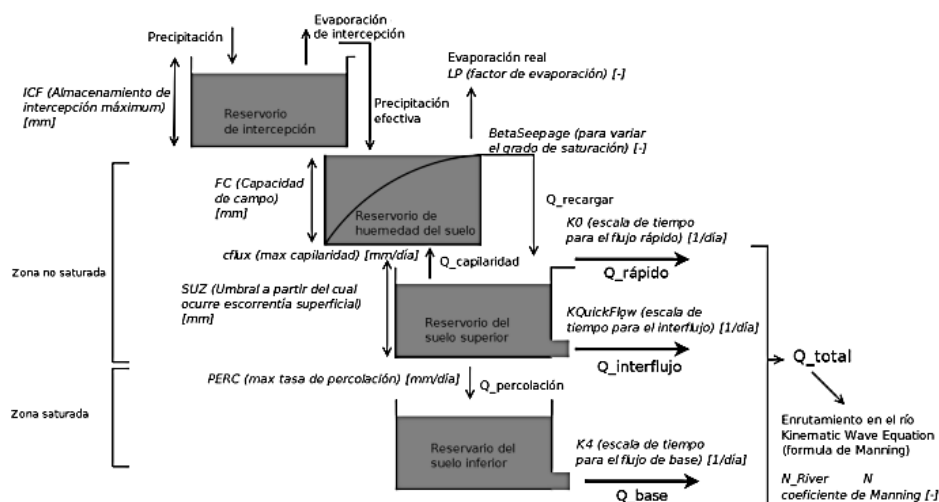 Precipitación
Evaporación
de intercepción
ICF (Almacenamiento de
intercepción máximum)
[mm]
Reservorio
de intercepción
Precipitación
efectiva
Evaporación real
LP (factor de evaporación) [-]
BetaSeepage (para variar
el grado de saturación) [-]
FC (Capacidad
de campo)
[mm]
Reservorio de
huemedad del suelo
Q_recargar
Zona no saturada
cflux (max capilaridad) [mm/día]
Q_capilaridad
K0 (escala de tiempo
para el flujo rápido) [1/día]
Q_rápido
SUZ (Umbral a partir del cual
ocurre escorrentía superficial)
[mm]
Reservorio del
suelo superior
KQuickFlow (escala de
tiempo para el interflujo) [1/día]
Q_interflujo
PERC (max tasa de percolación) [mm/día]
Q_percolación
Zona saturada
Reservario del
suelo inferior
K4 (escala de tiempo
para el flujo de base) [1/día]
Q_base
Q_total
Enrutamiento en el río
Kinematic Wave Equation
(formula de Manning)
N_River N
coeficiente de Manning [-]